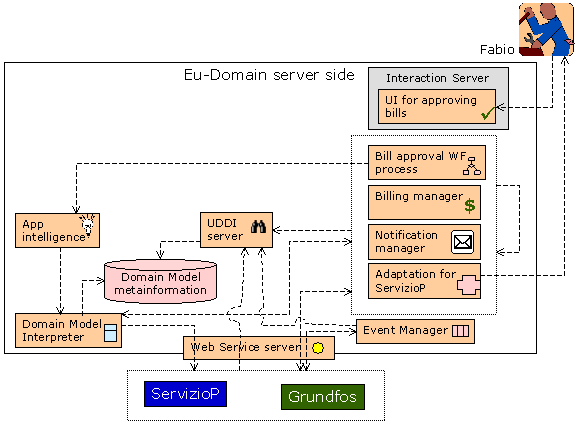 Fabio
Eu-Domain server side
Interaction Server
UI for approving
bills
Bill approval WF
process
Billing manager
$
App
intelligence
UDDI
server
Notification
manager
Domain Model
metainformation
Adaptation for
ServizioP
Domain Model
Interpreter
Event Manager
Web Service server
ServizioP
Grundfos